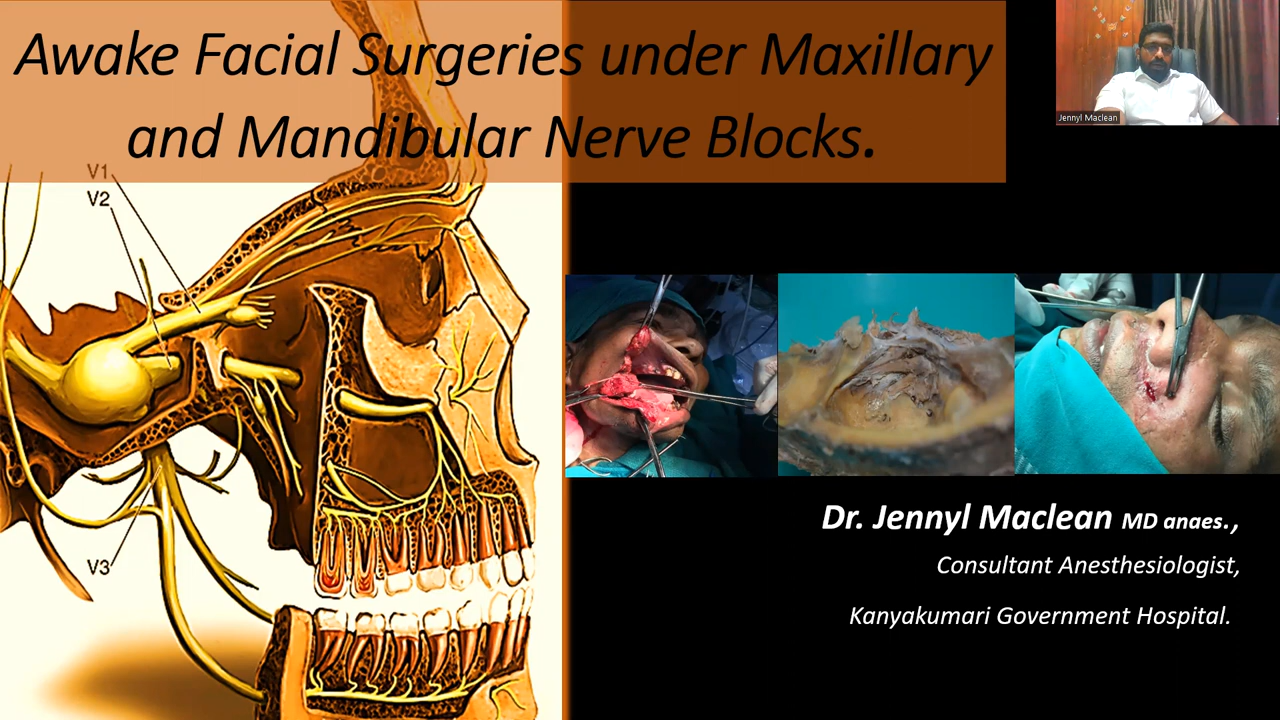 Awake Facial Surgeries under Maxillary
and Mandibular Nerve Blocks.
Jennyl Maclean
V1
V2
V3
Dr. Jennyl Maclean MD anaes.,
Consultant Anesthesiologist,
Kanyakumari Government Hospital.